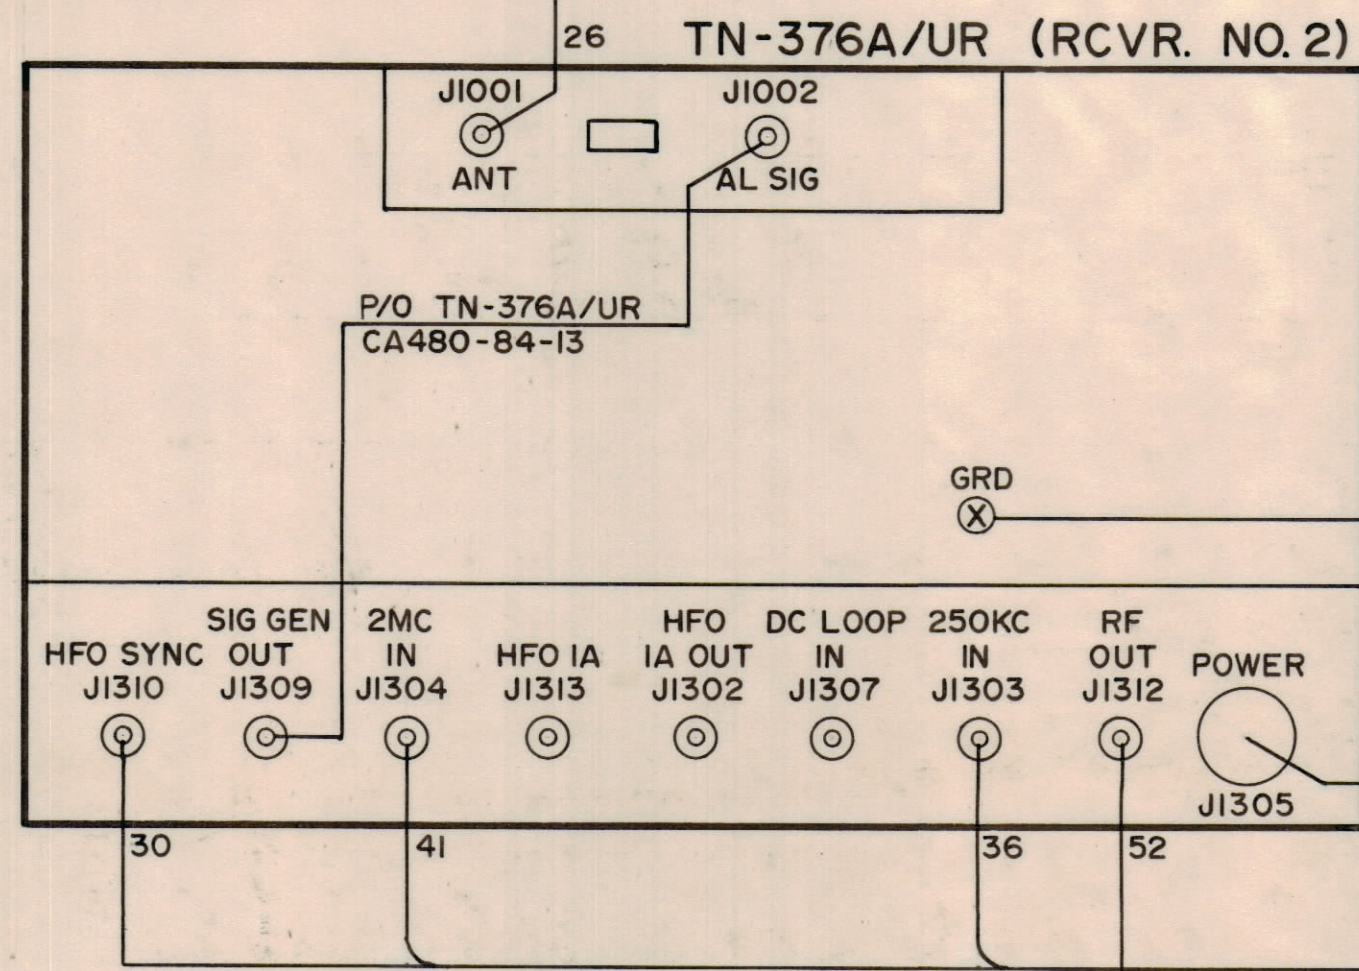 26
TN-376A/UR (RCVR. NO. 2)
J1001
J1002
ANT
AL SIG
P/O TN-376A/UR
CA480-84-13
GRD
X
HFO SYNC
J1310
SIG GEN
OUT
J1309
2MC
IN
J1304
HFO IA
J1313
HFO
IA OUT
J1302
DC LOOP
IN
J1307
250KC
IN
J1303
RF
OUT
J1312
POWER
J1305
30
41
36
52